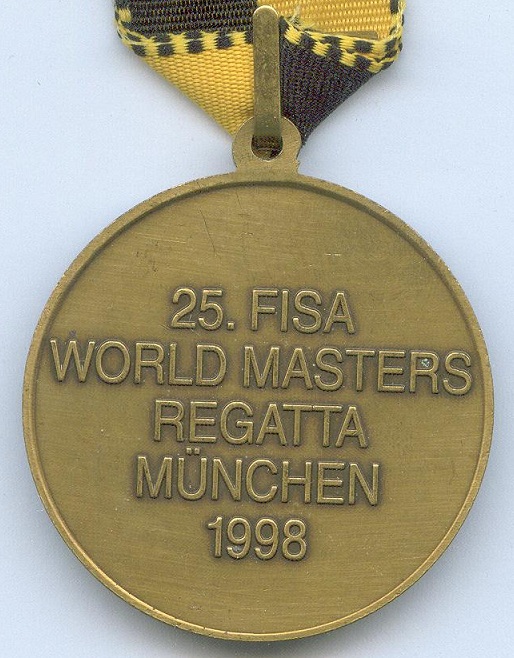 25. FISA
WORLD MASTERS
REGATTA
MÜNCHEN
1998